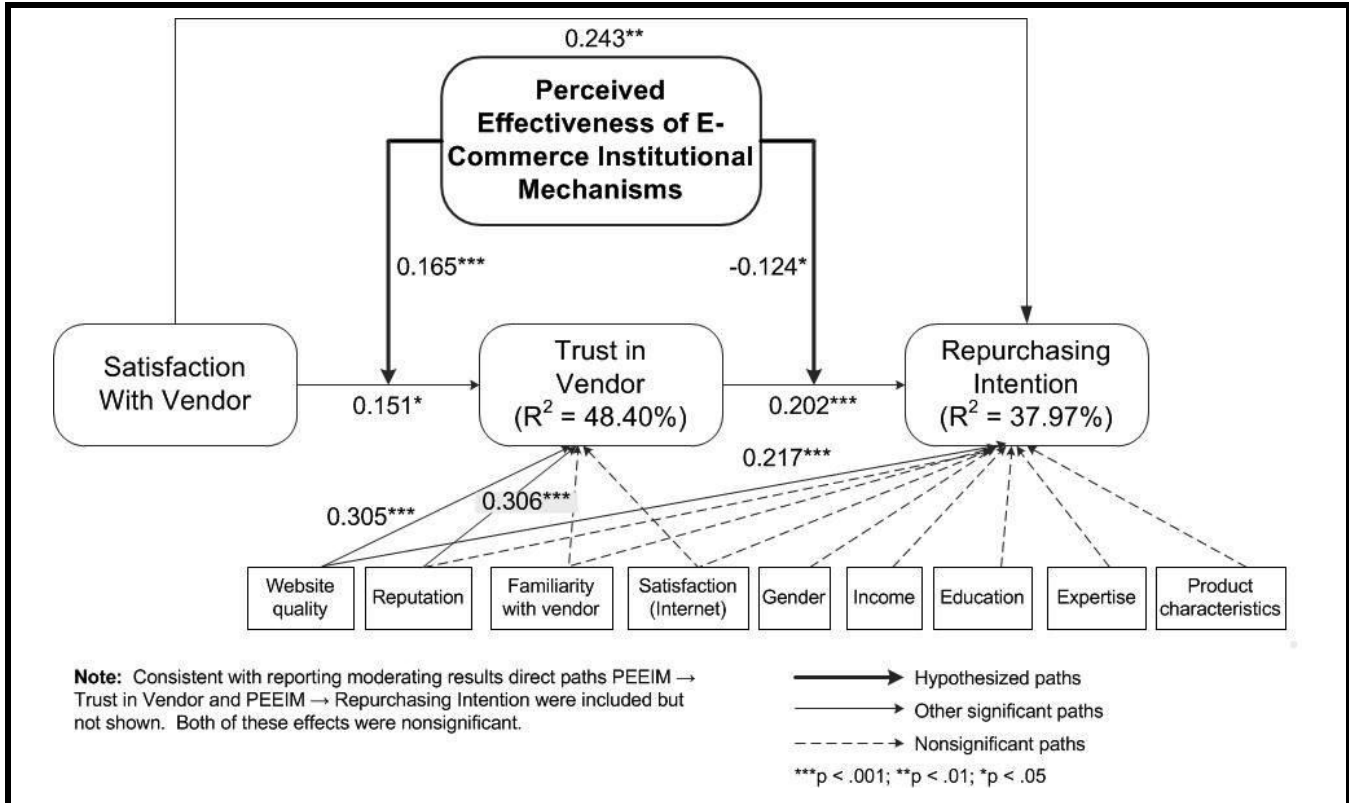 0.243**
Perceived
Effectiveness of E-
Commerce Institutional
Mechanisms
0.165***
-0.124*
Satisfaction
With Vendor
0.151*
Trust in
Vendor
(R² = 48.40%)
0.202***
Repurchasing
Intention
(R² = 37.97%)
0.217***
0.305***
0.306***
Website
quality
Reputation
Familiarity
with vendor
Satisfaction
(Internet)
Gender
Income
Education
Expertise
Product
characteristics
Note: Consistent with reporting moderating results direct paths PEEIM →
Trust in Vendor and PEEIM → Repurchasing Intention were included but
not shown. Both of these effects were nonsignificant.
Hypothesized paths
Other significant paths
Nonsignificant paths
***p < .001; **p < .01; *p < .05